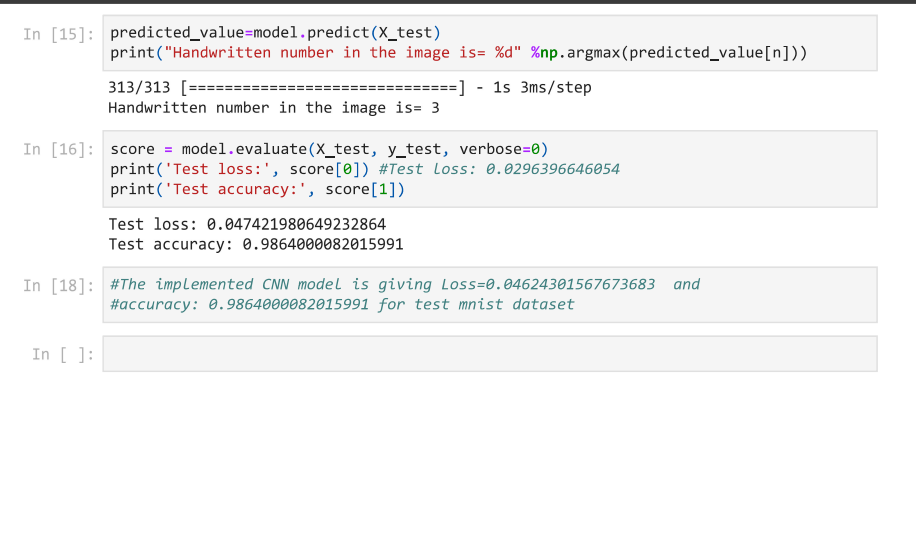 In [15]: predicted_value=model.predict(X_test)
print("Handwritten number in the image is= %d" %np.argmax(predicted_value[n]))
313/313 [==============================] - 1s 3ms/step
Handwritten number in the image is= 3
In [16]: score = model.evaluate(X_test, y_test, verbose=0)
print('Test loss:', score[0]) #Test loss: 0.0296396646054
print('Test accuracy:', score[1])
Test loss: 0.047421980649232864
Test accuracy: 0.9864000082015991
In [18]: #The implemented CNN model is giving Loss=0.04624301567673683  and
#accuracy: 0.9864000082015991 for test mnist dataset
In [ ]: